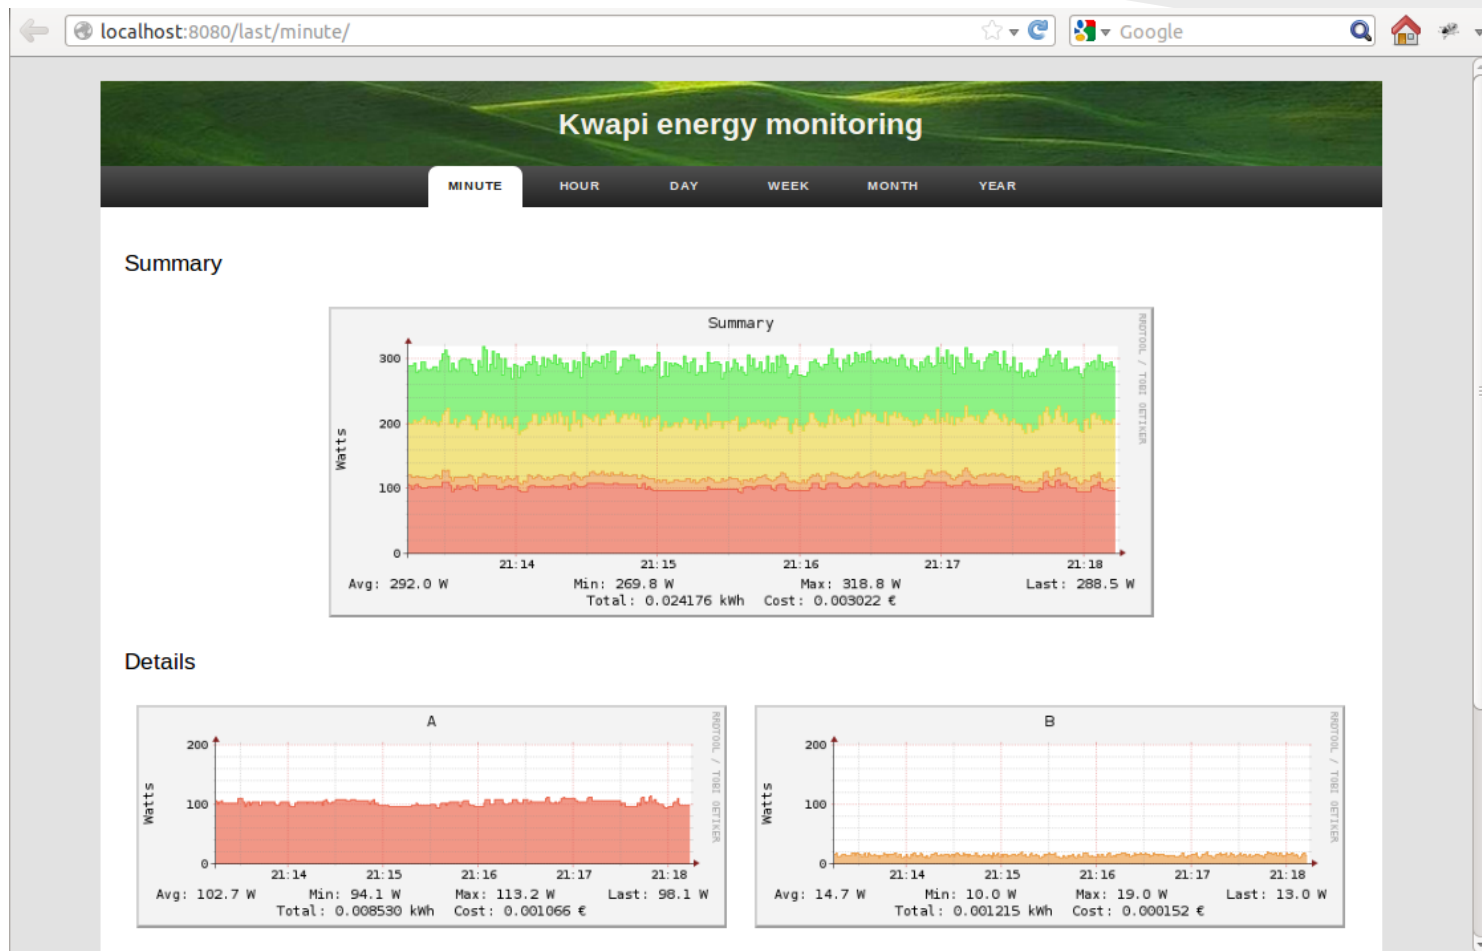 localhost:8080/last/minute/
Google
Kwapi energy monitoring
MINUTE HOUR DAY WEEK MONTH YEAR
Summary
Summary
RRDTOOL / TOBI OETIKER
Watts
300
200
100
0
21:14 21:15 21:16 21:17 21:18
Avg: 292.0 W Min: 269.8 W Max: 318.8 W Last: 288.5 W
Total: 0.024176 kWh Cost: 0.003022 €
Details
A
RRDTOOL / TOBI OETIKER
Watts
200
100
0
21:14 21:15 21:16 21:17 21:18
Avg: 102.7 W Min: 94.1 W Max: 113.2 W Last: 98.1 W
Total: 0.008530 kWh Cost: 0.001066 €
B
RRDTOOL / TOBI OETIKER
Watts
200
100
0
21:14 21:15 21:16 21:17 21:18
Avg: 14.7 W Min: 10.0 W Max: 19.0 W Last: 13.0 W
Total: 0.001215 kWh Cost: 0.000152 €